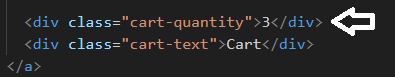 <div class="cart-quantity">3</div>
<div class="cart-text">Cart</div>
</a>